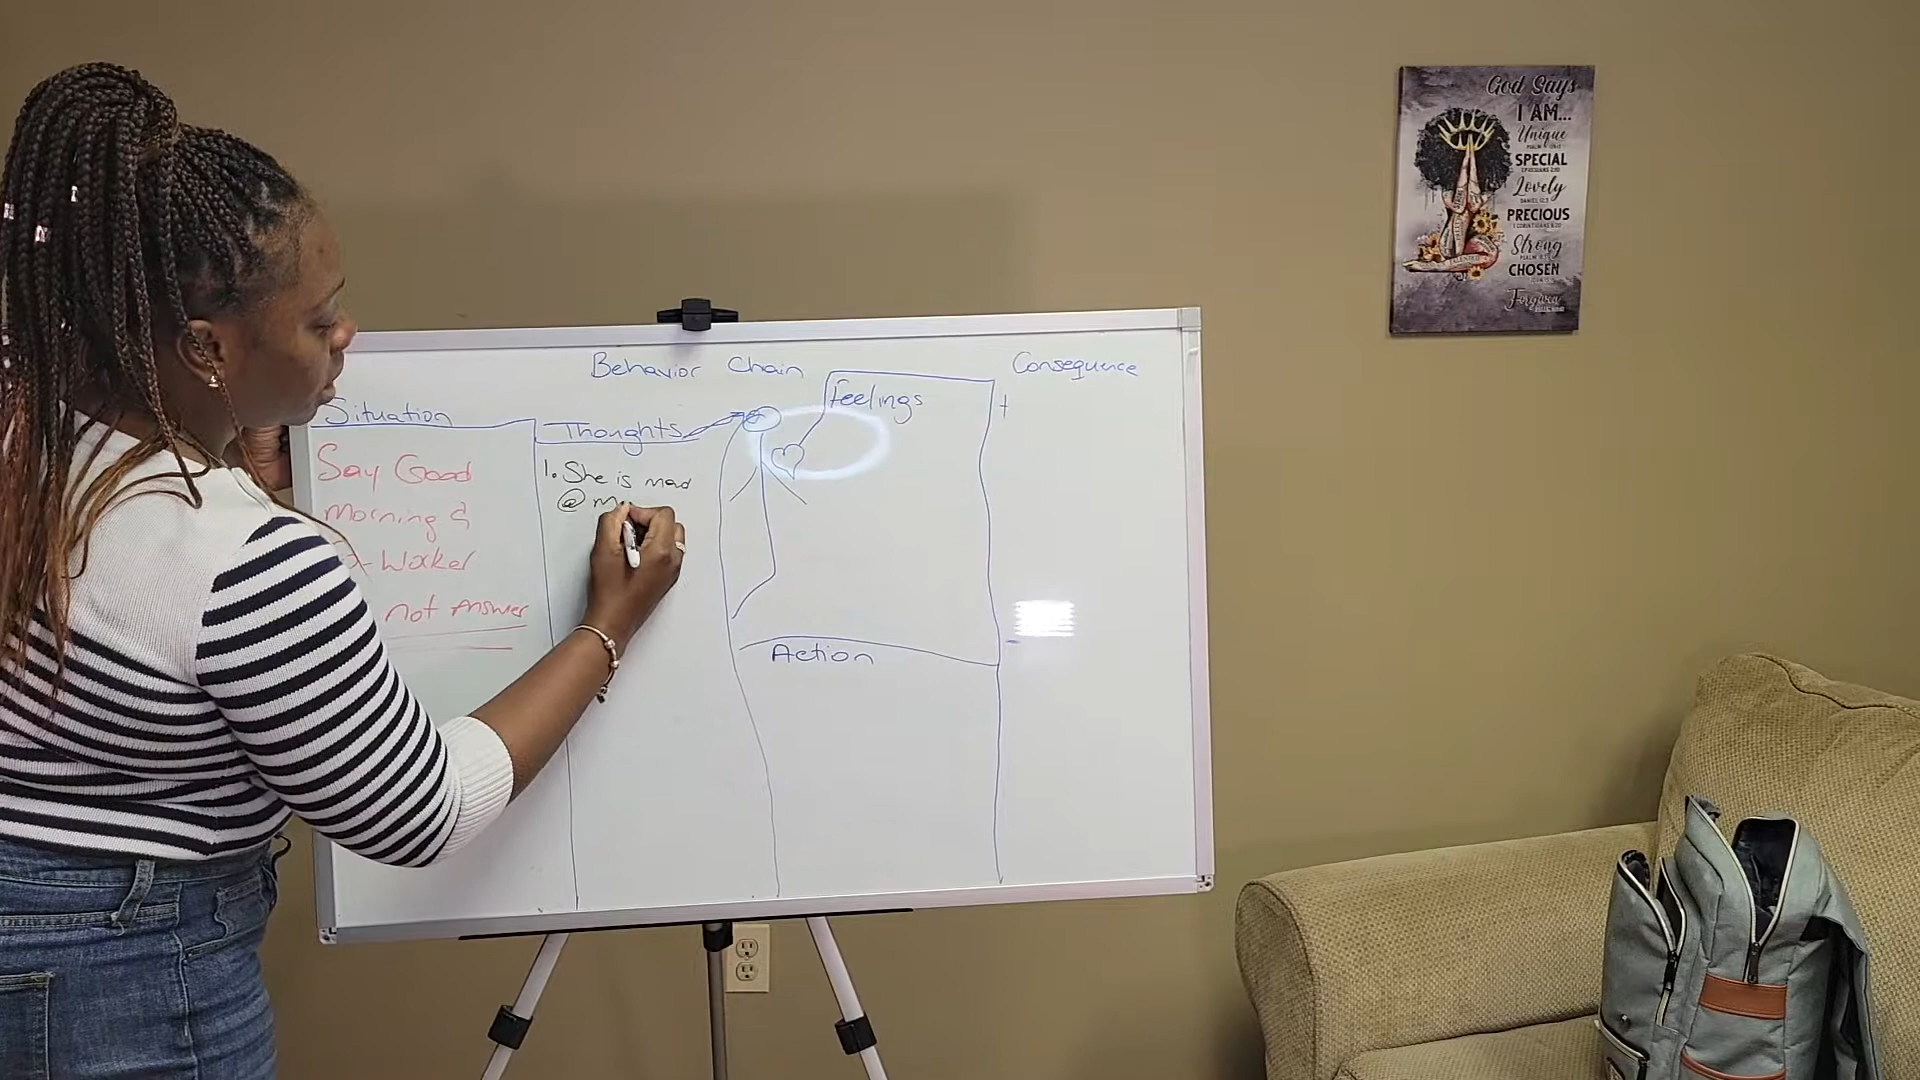 Behavior Chain
Consequence
Situation
Thoughts
Feelings
+
Say Good
Morning &
Worker
not Answer
1. She is mad
@ M
-
Action
God Says
I AM...
Unique
SPECIAL
Lovely
PRECIOUS
Strong
CHOSEN
Forgiven